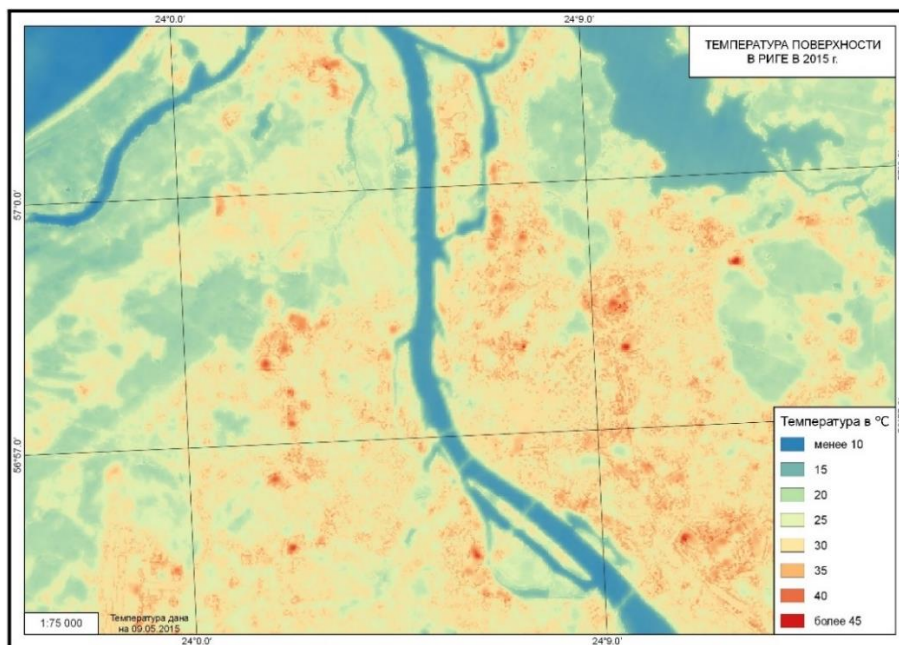 24°0.0'
24°9.0'
ТЕМПЕРАТУРА ПОВЕРХНОСТИ
В РИГЕ В 2015 г.
57°0.0'
56°57.0'
Температура в °C
менее 10
15
20
25
30
35
40
более 45
1:75 000
Температура дана
на 09.05.2015
24°0.0'
24°9.0'